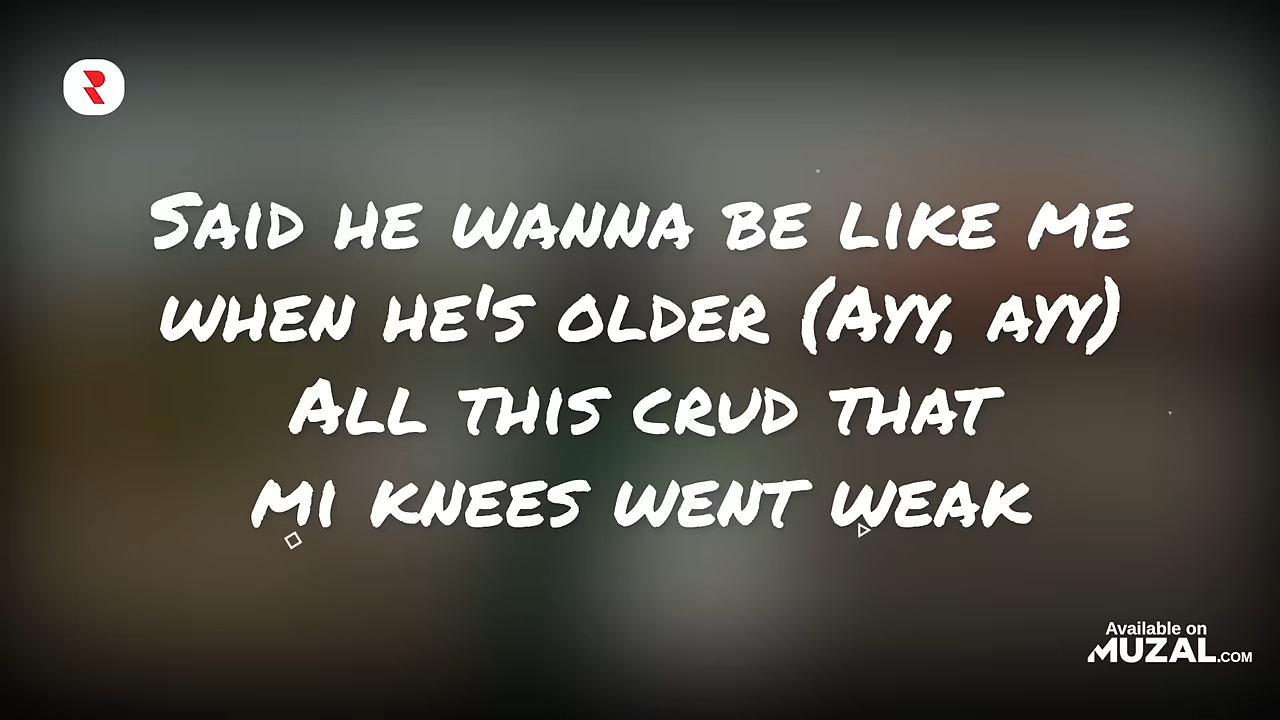 Said he wanna be like me
when he's older (Ayy, ayy)
All this crud that
mi knees went weak
Available on
MUZAL.COM